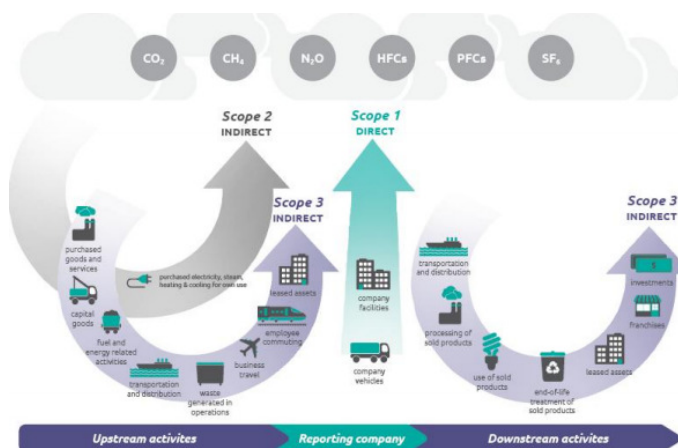 CO₂
CH₄
N₂O
HFCs
PFCs
SF₆
Scope 2
INDIRECT
Scope 1
DIRECT
Scope 3
INDIRECT
Scope 3
INDIRECT
purchased
goods and
services
capital
goods
fuel and
energy related
activities
transportation
and distribution
waste
generated in
operations
business
travel
employee
commuting
leased assets
purchased electricity, steam,
heating & cooling for own use
company
facilities
company
vehicles
transportation
and distribution
processing of
sold products
use of sold
products
end-of-life
treatment of
sold products
leased assets
franchises
investments
$
Upstream activites
Reporting company
Downstream activites